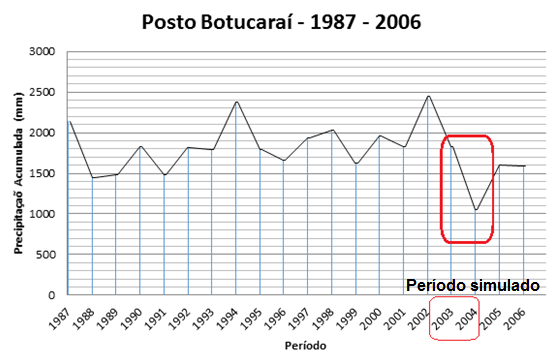 Posto Botucaraí - 1987 - 2006
Precipitaçaõ Acumulada (mm)
3000
2500
2000
1500
1000
500
0
Período simulado
1987 1988 1989 1990 1991 1992 1993 1994 1995 1996 1997 1998 1999 2000 2001 2002 2003 2004 2005 2006
Período